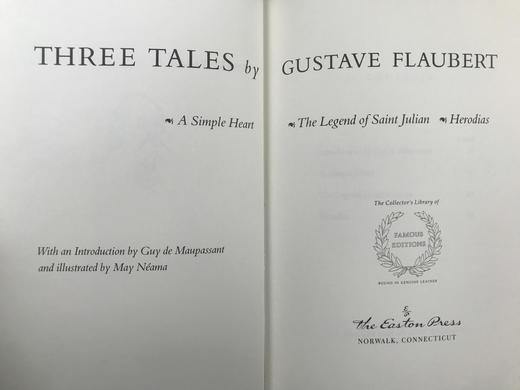 THREE TALES by GUSTAVE FLAUBERT
A Simple Heart The Legend of Saint Julian Herodias
With an Introduction by Guy de Maupassant
and illustrated by May Néama
The Collector's Library of
FAMOUS
EDITIONS
BOUND IN GENUINE LEATHER
the Easton Press
NORWALK, CONNECTICUT